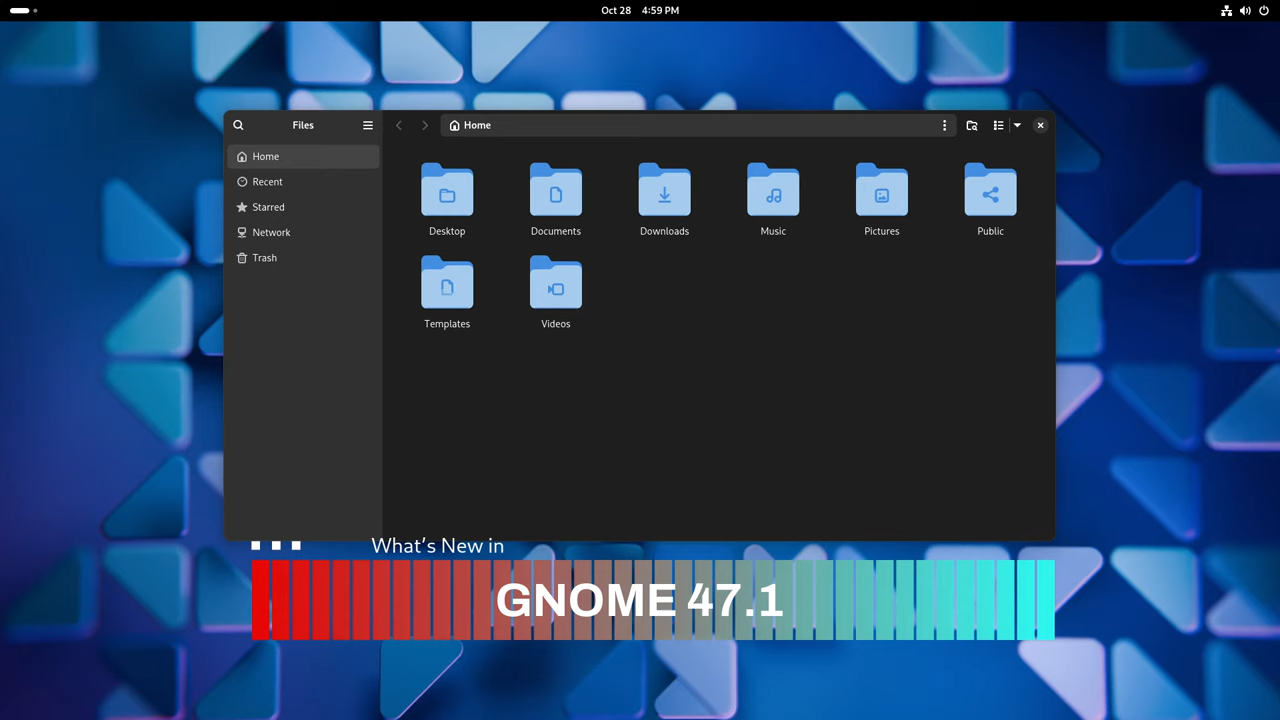 Oct 28 4:59 PM
Files
Home
Home
Recent
Starred
Network
Trash
Desktop
Documents
Downloads
Music
Pictures
Public
Templates
Videos
What's New in
GNOME 47.1